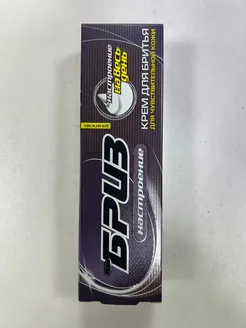 БРИЗ
настроение
настроение
на весь
день
КРЕМ ДЛЯ БРИТЬЯ
ДЛЯ ЧУВСТВИТЕЛЬНОЙ КОЖИ